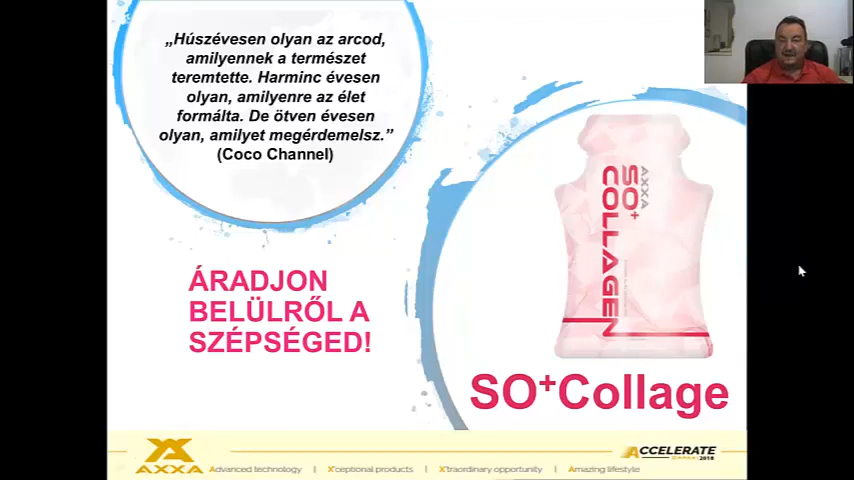 „Húszévesen olyan az arcod,
amilyennek a természet
teremtette. Harminc évesen
olyan, amilyenre az élet
formálta. De ötven évesen
olyan, amilyet megérdemelsz.”
(Coco Channel)
ÁRADJON
BELÜLRŐL A
SZÉPSÉGED!
AXXA
SO+
COLLAGEN
SO+Collage
AXXA
Advanced technology | X'ceptional products | X'traordinary opportunity | Amazing lifestyle
ACCELERATE
2018